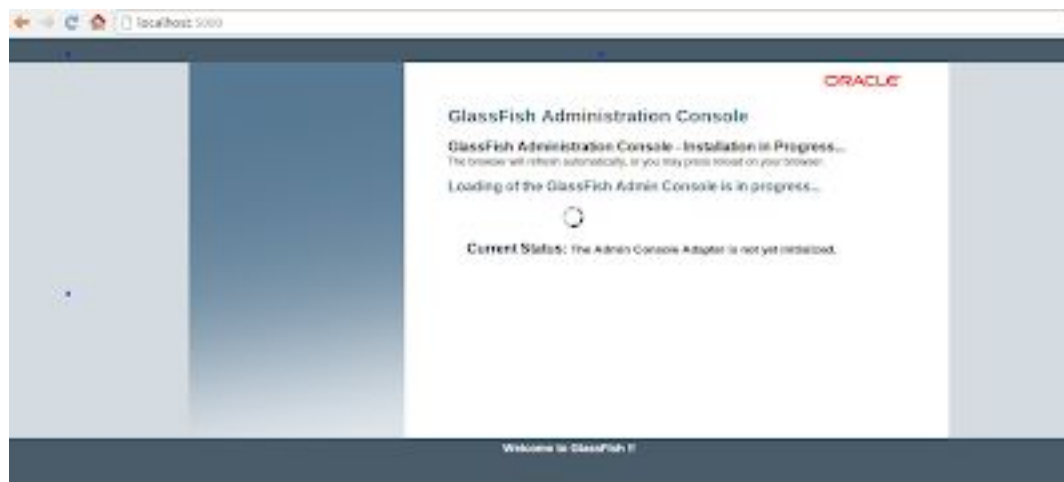 localhost:5000
ORACLE
GlassFish Administration Console
GlassFish Administration Console - Installation in Progress...
The browser will refresh automatically, or you may press reload on your browser.
Loading of the GlassFish Admin Console is in progress...
Current Status: The Admin Console Adapter is not yet initialized.
Welcome to GlassFish !!